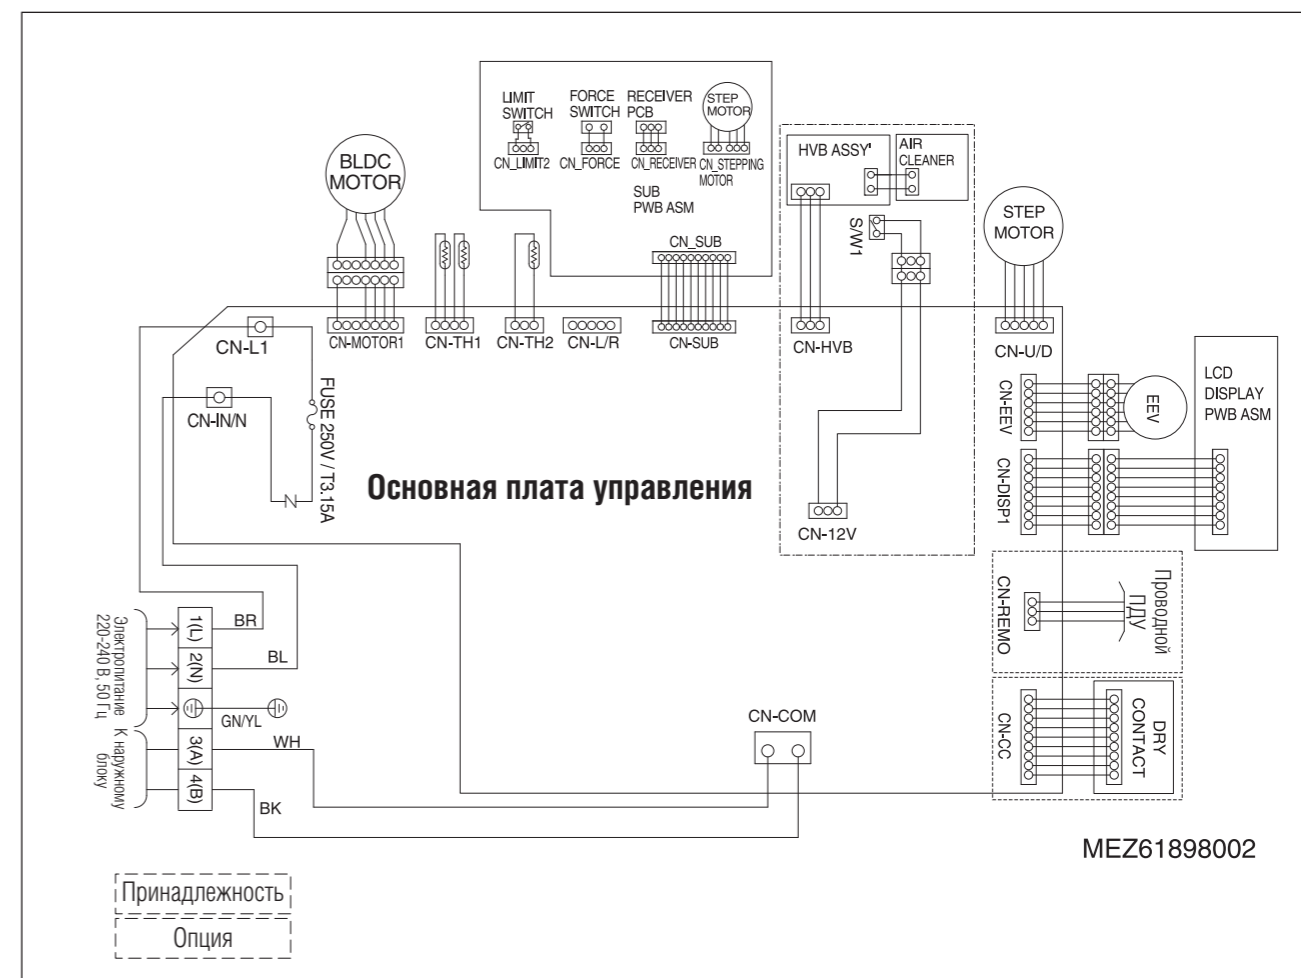 LIMIT
SWITCH
FORCE
SWITCH
RECEIVER
PCB
STEP
MOTOR
CN_LIMIT2
CN_FORCE
CN_RECEIVER
CN_STEPPING
MOTOR
SUB
PWB ASM
CN_SUB
HVB ASSY'
AIR
CLEANER
S/W1
BLDC
MOTOR
STEP
MOTOR
CN-L1
CN-MOTOR1
CN-TH1
CN-TH2
CN-L/R
CN-SUB
CN-HVB
CN-U/D
CN-IN/N
FUSE 250V / T3.15A
CN-EEV
EEV
LCD
DISPLAY
PWB ASM
Основная плата управления
CN-DISP1
CN-12V
CN-REMO
Проводной
ПДУ
Электропитание
220-240 В, 50 Гц
1(L)
BR
2(N)
BL
GN/YL
К наружному
блоку
3(A)
WH
4(B)
BK
CN-COM
CN-CC
DRY
CONTACT
MEZ61898002
Принадлежность
Опция